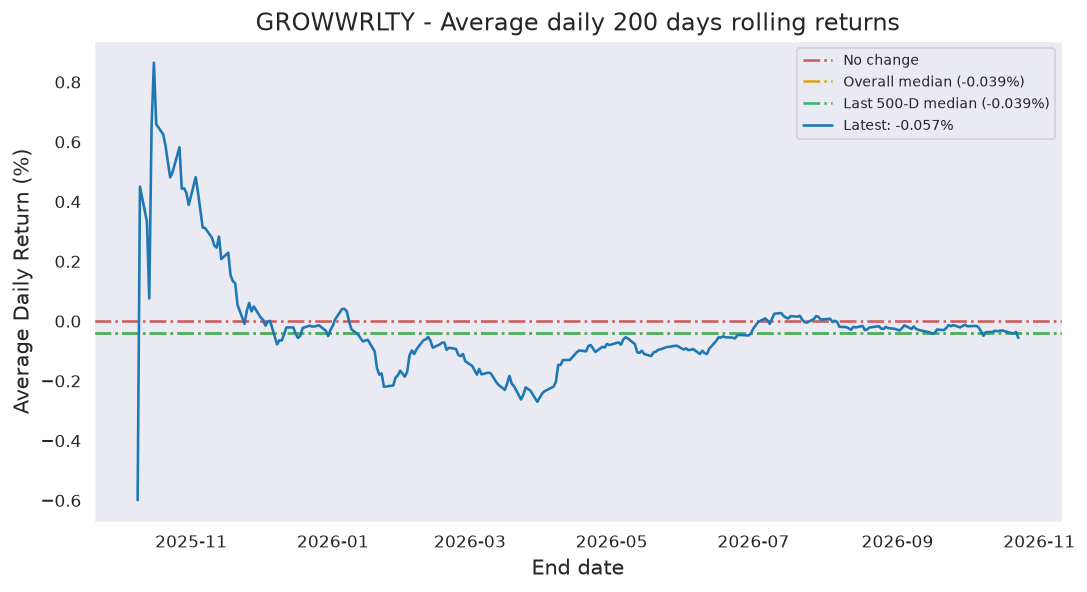 GROWWRLTY - Average daily 200 days rolling returns
No change
Overall median (-0.039%)
Last 500-D median (-0.039%)
Latest: -0.057%
Average Daily Return (%)
0.8
0.6
0.4
0.2
0.0
−0.2
−0.4
−0.6
2025-11 2026-01 2026-03 2026-05 2026-07 2026-09 2026-11
End date